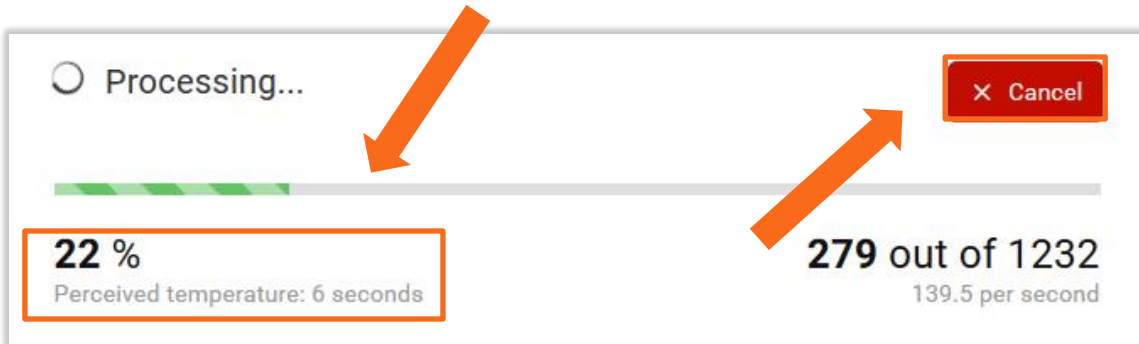 Processing...
× Cancel
22 %
279 out of 1232
Perceived temperature: 6 seconds
139.5 per second